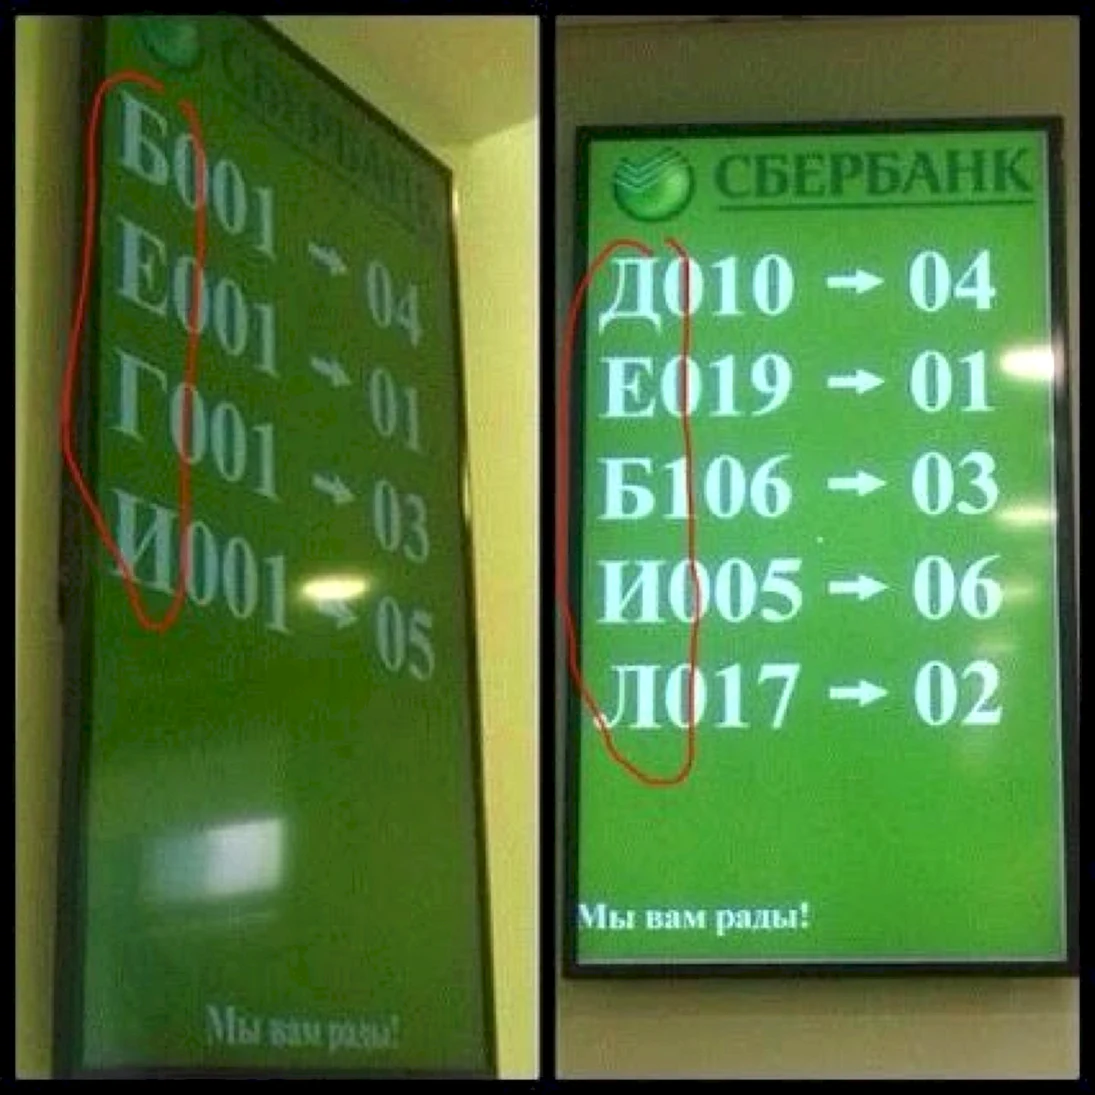 СБЕРБАНК
Б001 → 04
Е001 → 01
Г001 → 03
И001 → 05
Мы вам рады!
СБЕРБАНК
Д010 → 04
Е019 → 01
Б106 → 03
И005 → 06
Л017 → 02
Мы вам рады!